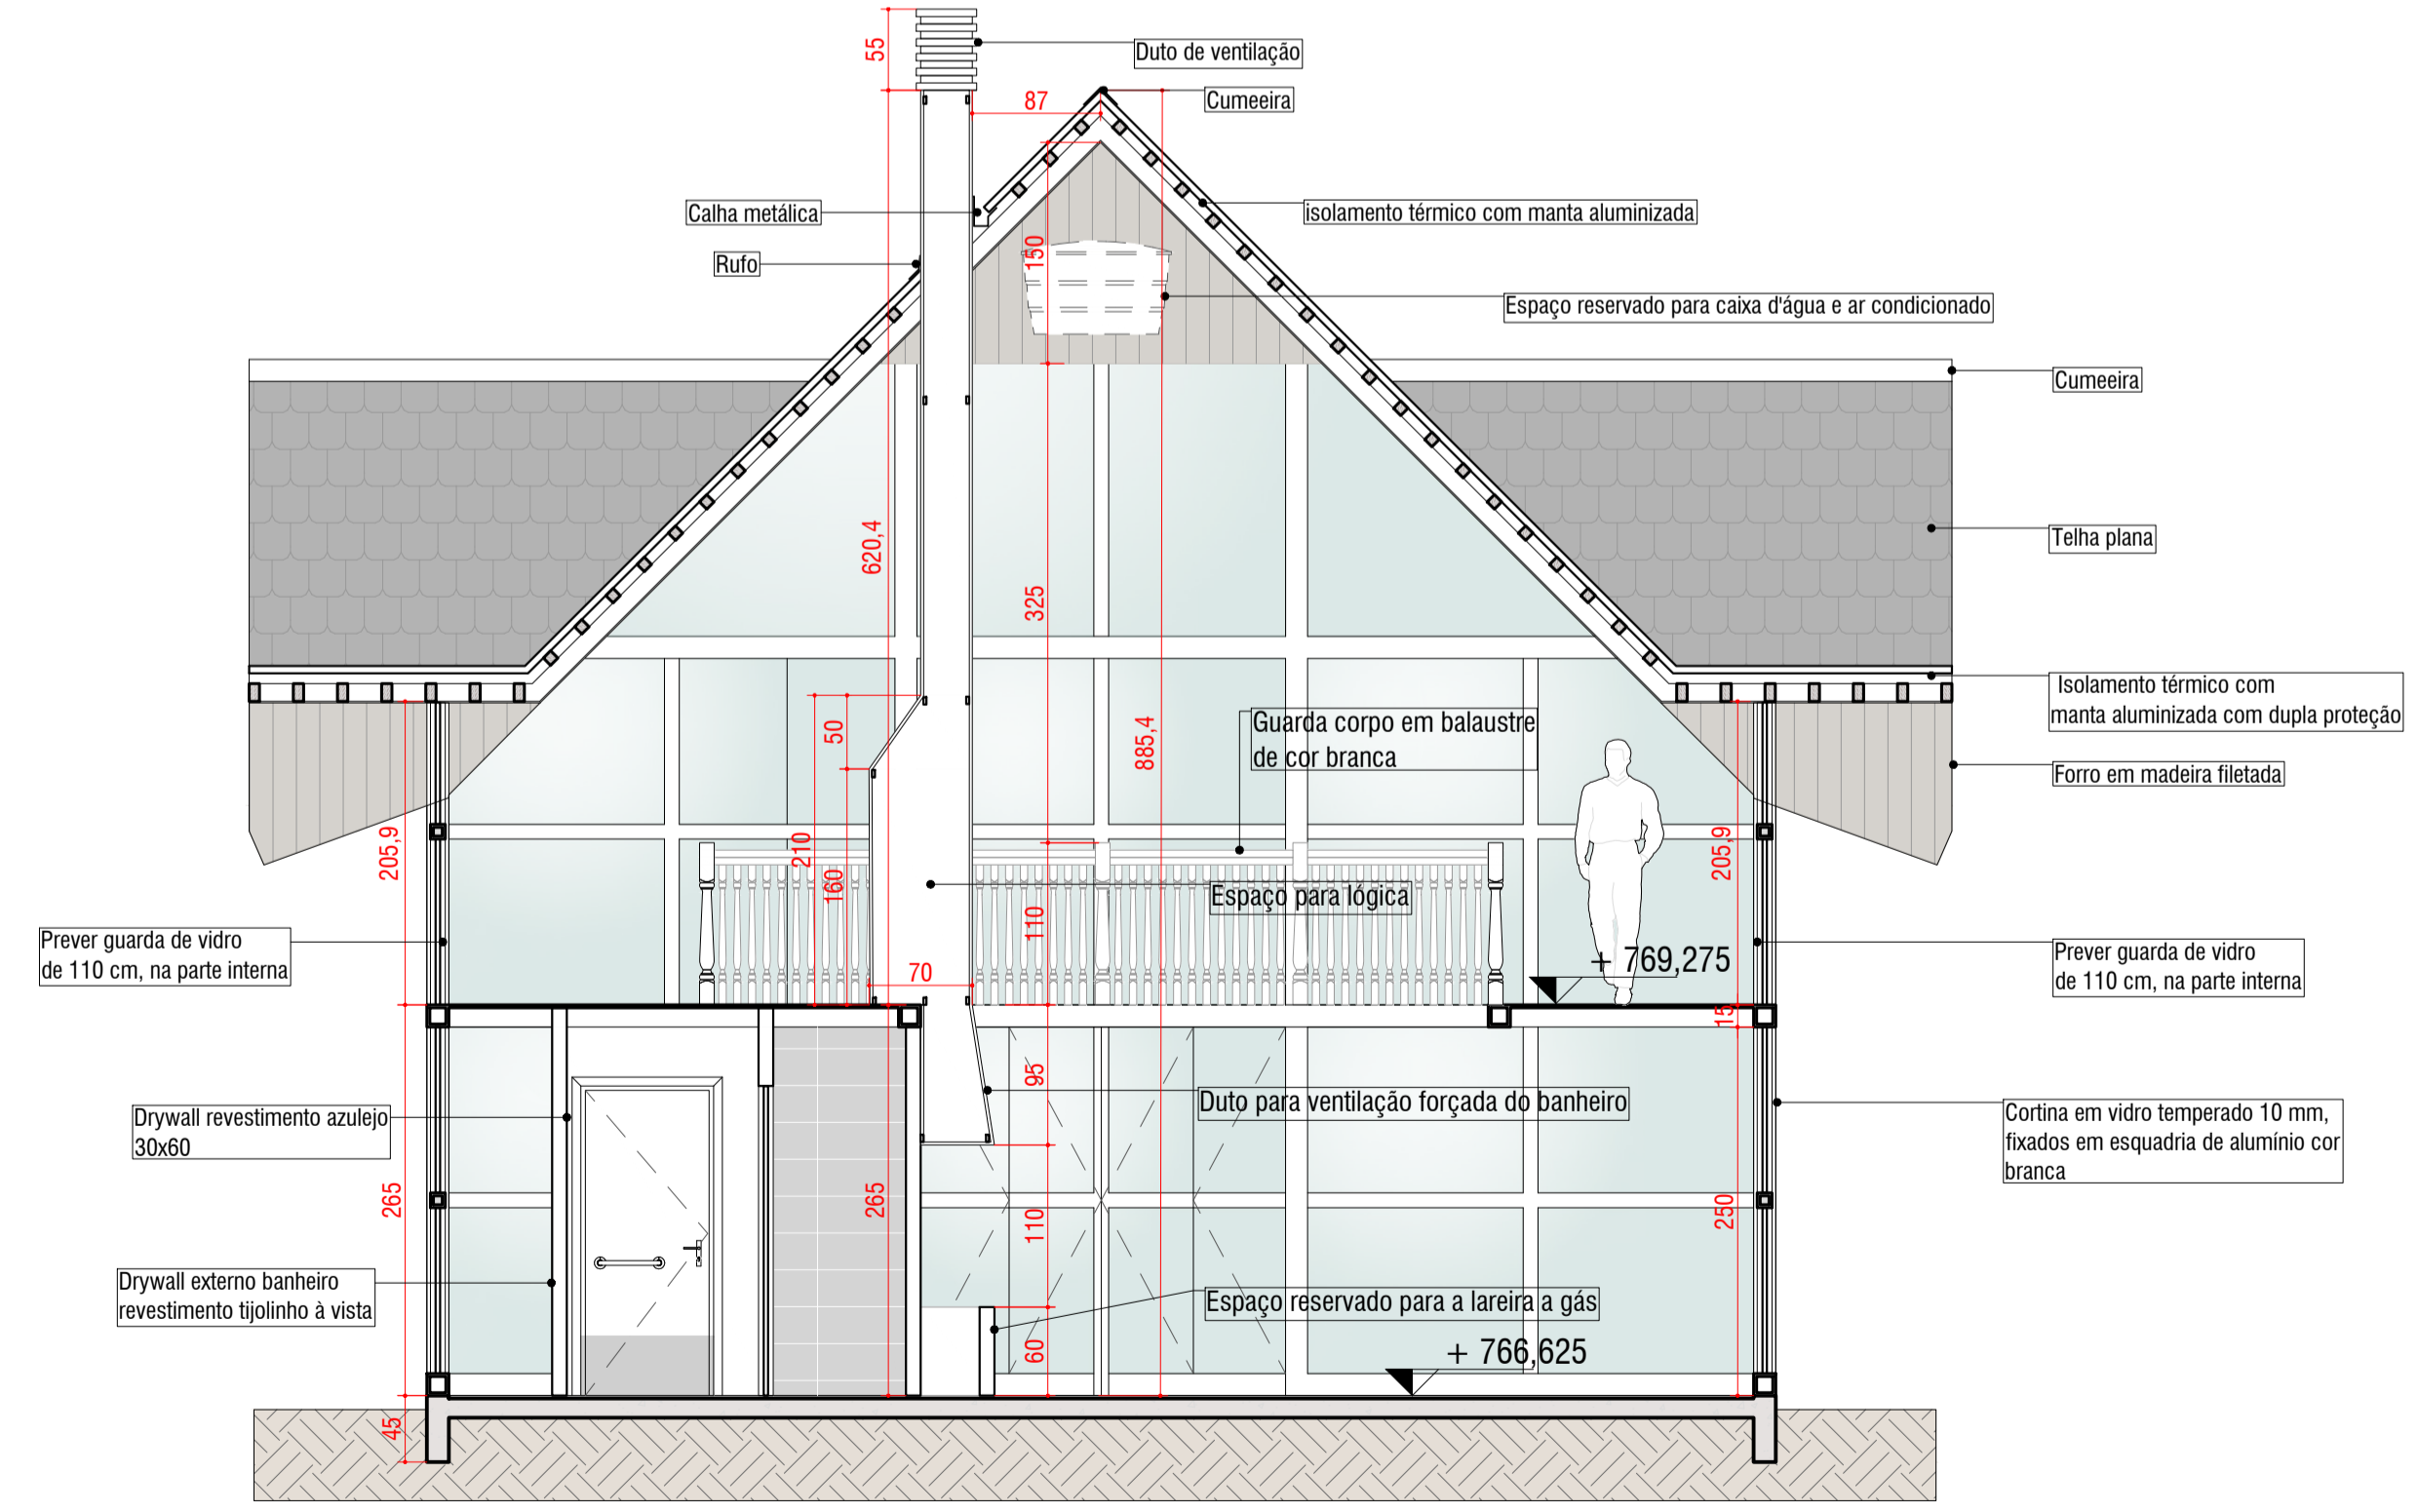 55
Duto de ventilação
87
Cumeeira
Calha metálica
isolamento térmico com manta aluminizada
150
Rufo
Espaço reservado para caixa d'água e ar condicionado
Cumeeira
620,4
Telha plana
325
Isolamento térmico com
manta aluminizada com dupla proteção
50
885,4
Guarda corpo em balaustre
de cor branca
Forro em madeira filetada
205,9
210
160
205,9
Espaço para lógica
110
Prever guarda de vidro
de 110 cm, na parte interna
70
+ 769,275
Prever guarda de vidro
de 110 cm, na parte interna
15
95
Duto para ventilação forçada do banheiro
Drywall revestimento azulejo
30x60
Cortina em vidro temperado 10 mm,
fixados em esquadria de alumínio cor
branca
265
265
110
250
Drywall externo banheiro
revestimento tijolinho à vista
Espaço reservado para a lareira a gás
60
+ 766,625
45